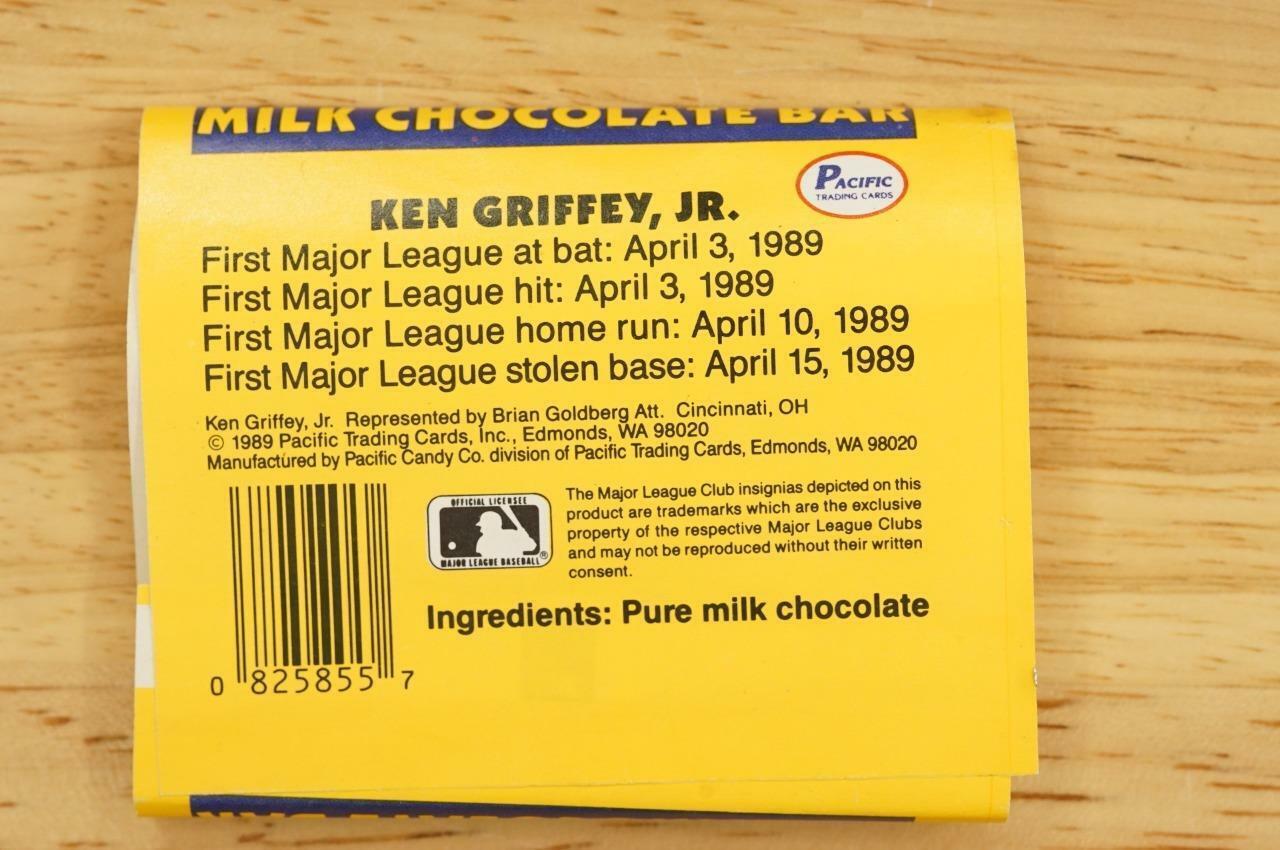 MILK CHOCOLATE BAR
PACIFIC
TRADING CARDS
KEN GRIFFEY, JR.
First Major League at bat: April 3, 1989
First Major League hit: April 3, 1989
First Major League home run: April 10, 1989
First Major League stolen base: April 15, 1989
Ken Griffey, Jr. Represented by Brian Goldberg Att. Cincinnati, OH
© 1989 Pacific Trading Cards, Inc., Edmonds, WA 98020
Manufactured by Pacific Candy Co. division of Pacific Trading Cards, Edmonds, WA 98020
OFFICIAL LICENSEE
MAJOR LEAGUE BASEBALL®
The Major League Club insignias depicted on this
product are trademarks which are the exclusive
property of the respective Major League Clubs
and may not be reproduced without their written
consent.
Ingredients: Pure milk chocolate
0 825855 7